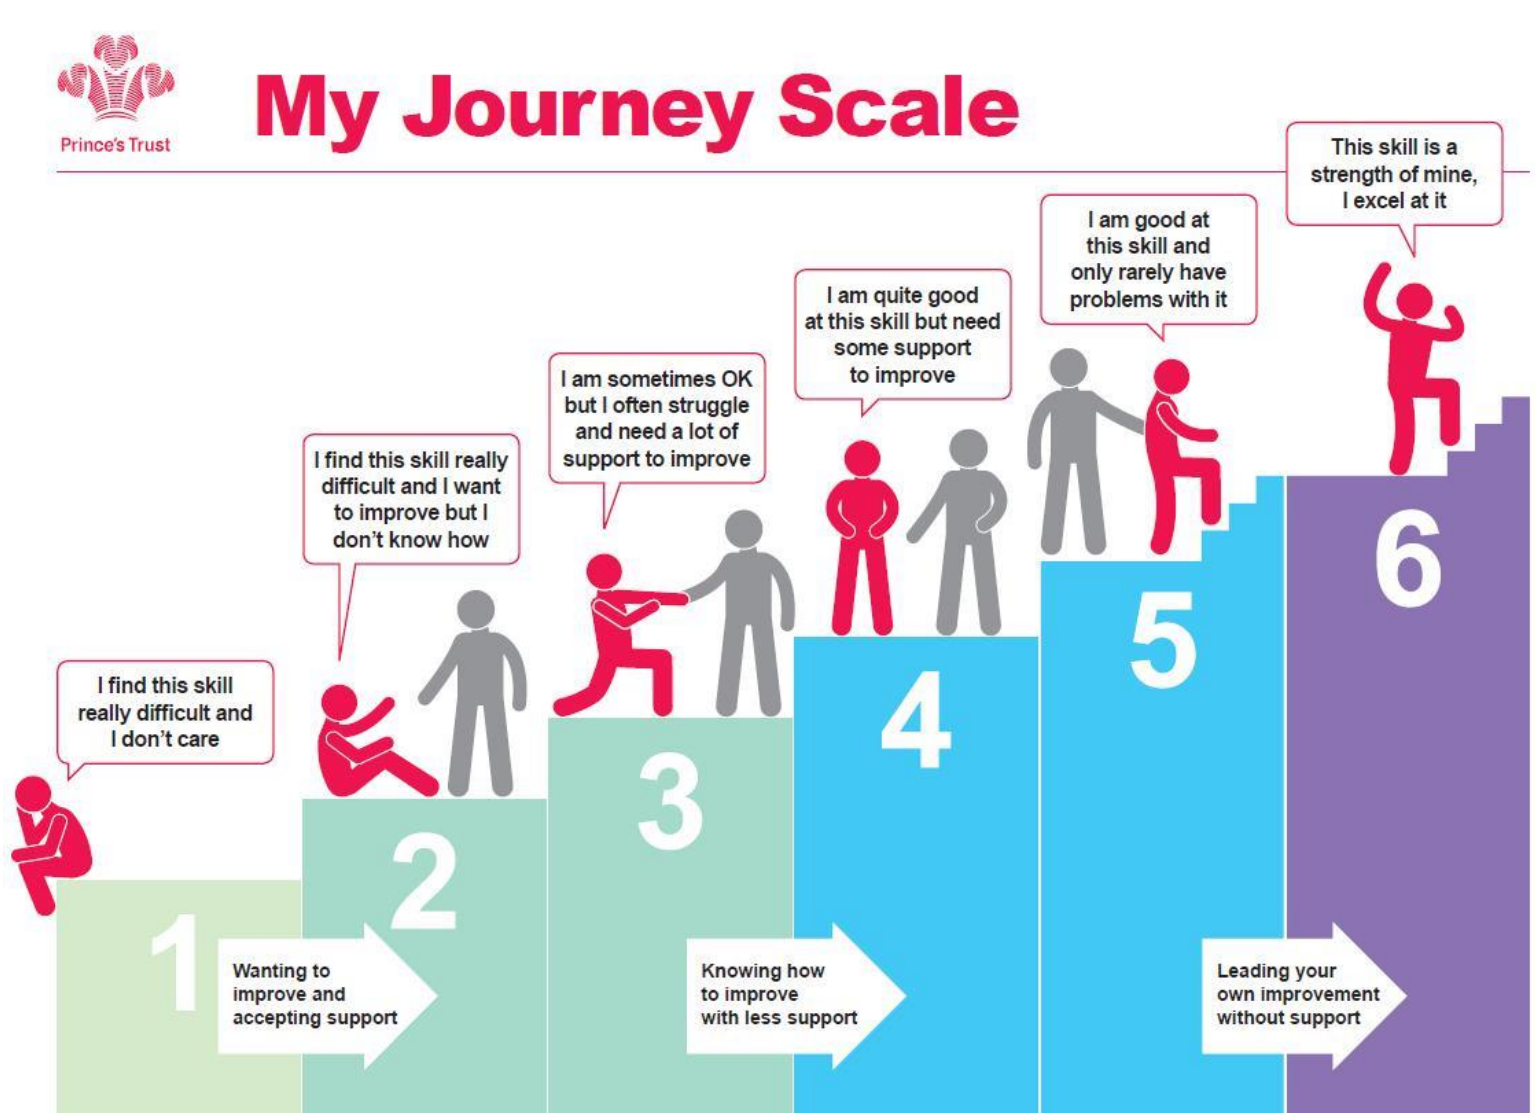 Prince's Trust
My Journey Scale
I find this skill
really difficult and
I don't care
I find this skill really
difficult and I want
to improve but I
don't know how
I am sometimes OK
but I often struggle
and need a lot of
support to improve
I am quite good
at this skill but need
some support
to improve
I am good at
this skill and
only rarely have
problems with it
This skill is a
strength of mine,
I excel at it
1
2
3
4
5
6
Wanting to
improve and
accepting support
Knowing how
to improve
with less support
Leading your
own improvement
without support